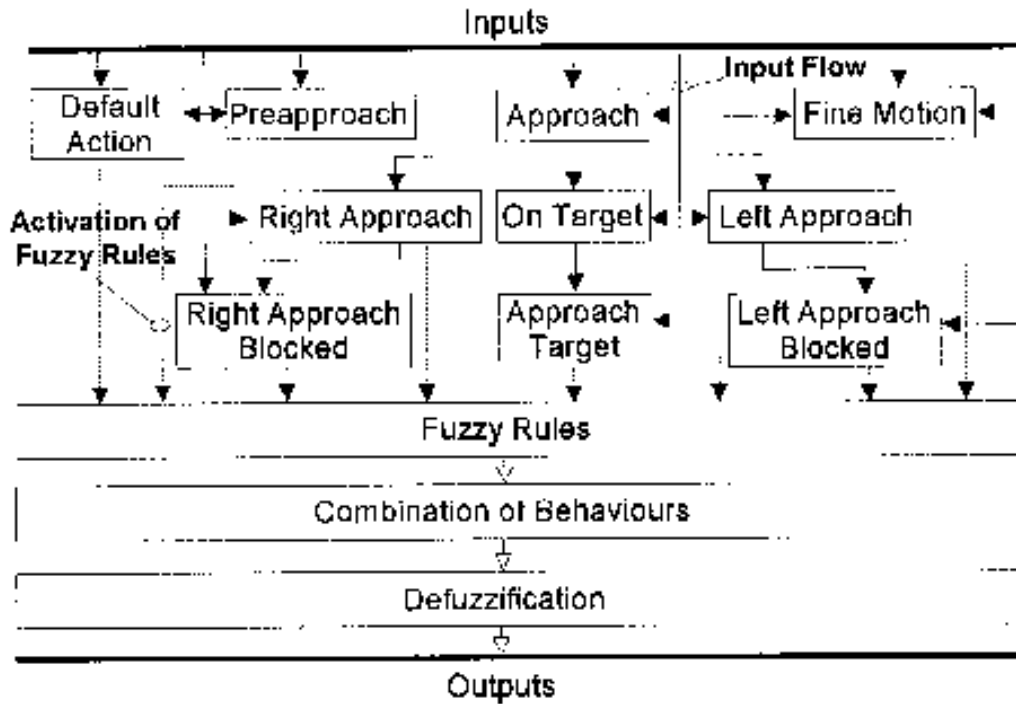 Inputs
Input Flow
Default
Action
Preapproach
Approach
Fine Motion
Activation of
Fuzzy Rules
Right Approach
On Target
Left Approach
Right Approach
Blocked
Approach
Target
Left Approach
Blocked
Fuzzy Rules
Combination of Behaviours
Defuzzification
Outputs